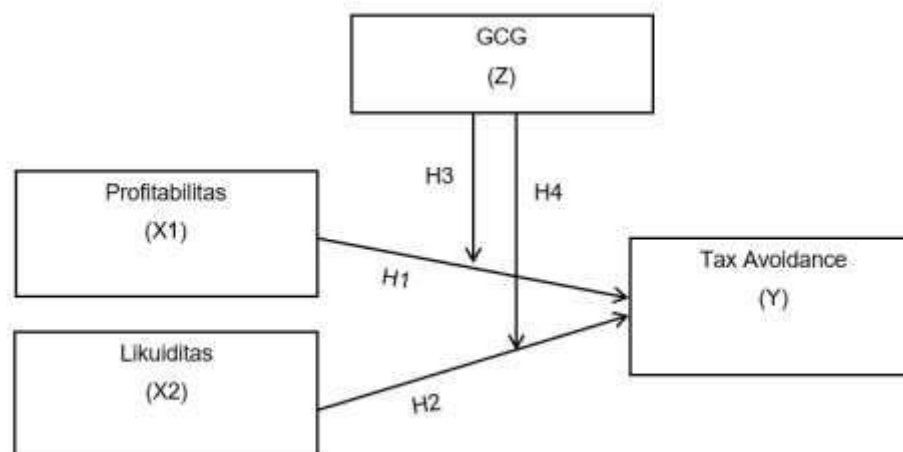 GCG
(Z)
H3
H4
Profitabilitas
(X1)
H1
Tax Avoidance
(Y)
Likuiditas
(X2)
H2